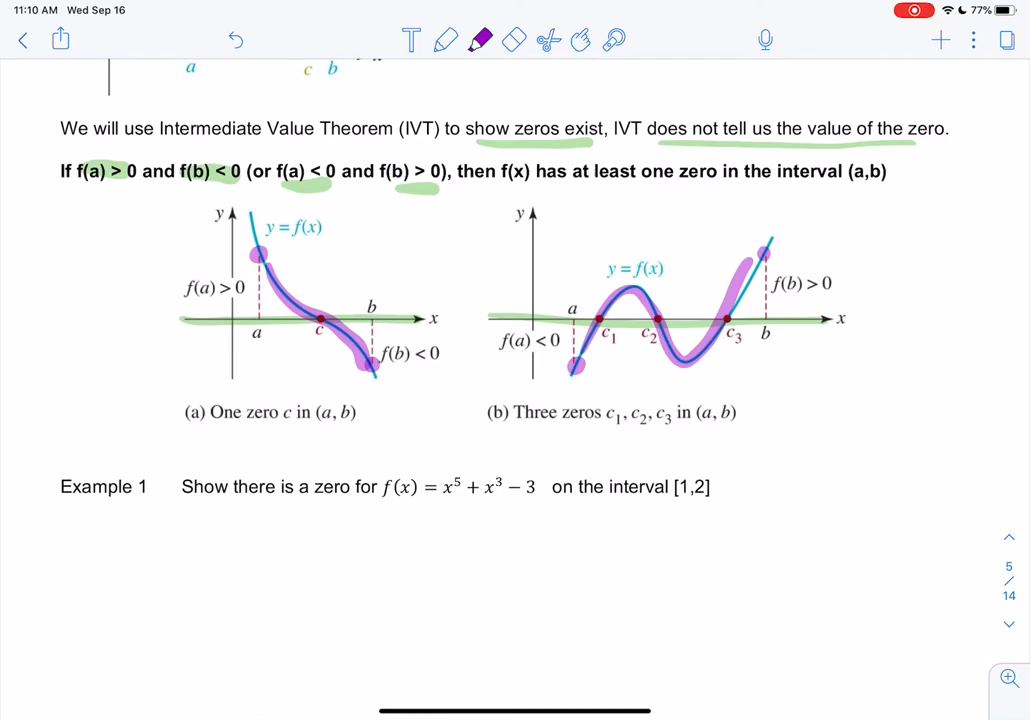 11:10 AM Wed Sep 16
77%
a
c b
We will use Intermediate Value Theorem (IVT) to show zeros exist, IVT does not tell us the value of the zero.
If f(a) > 0 and f(b) < 0 (or f(a) < 0 and f(b) > 0), then f(x) has at least one zero in the interval (a,b)
y
y = f(x)
f(a) > 0
a
c
b
x
f(b) < 0
(a) One zero c in (a, b)
y
y = f(x)
a
f(a) < 0
c₁
c₂
c₃
b
x
f(b) > 0
(b) Three zeros c₁, c₂, c₃ in (a, b)
Example 1 Show there is a zero for f(x) = x⁵ + x³ − 3 on the interval [1,2]
5
/
14